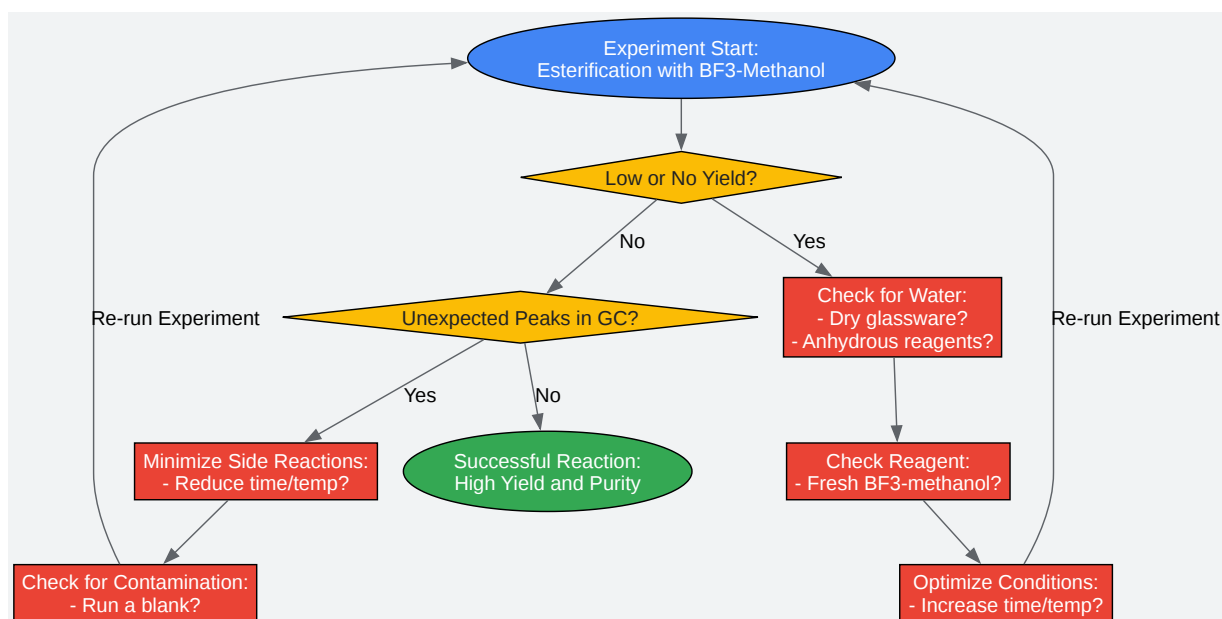 Experiment Start:
Esterification with BF3-Methanol
Low or No Yield?
No
Yes
Unexpected Peaks in GC?
Check for Water:
- Dry glassware?
- Anhydrous reagents?
Re-run Experiment
Re-run Experiment
Yes
No
Minimize Side Reactions:
- Reduce time/temp?
Successful Reaction:
High Yield and Purity
Check Reagent:
- Fresh BF3-methanol?
Check for Contamination:
- Run a blank?
Optimize Conditions:
- Increase time/temp?